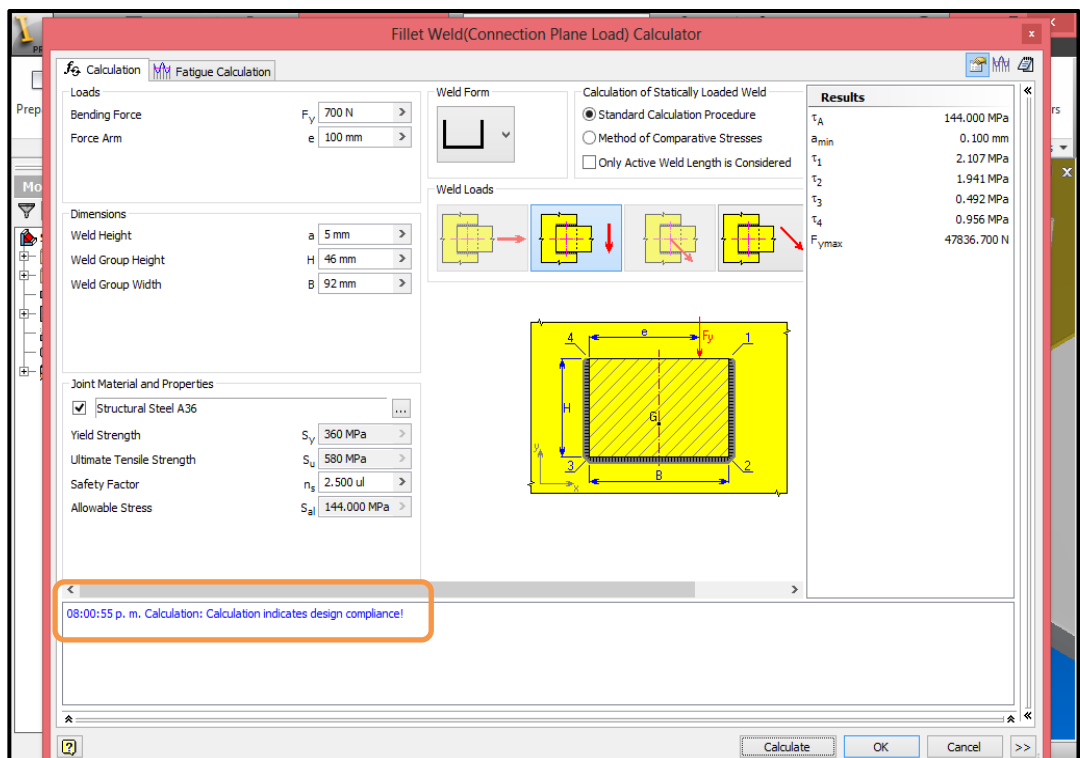 Fillet Weld(Connection Plane Load) Calculator
x
PR
Prep
Mo
rs
x
fG Calculation
Fatigue Calculation
Loads
Bending Force Fy 700 N >
Force Arm e 100 mm >
Dimensions
Weld Height a 5 mm >
Weld Group Height H 46 mm >
Weld Group Width B 92 mm >
Joint Material and Properties
Structural Steel A36 ...
Yield Strength Sy 360 MPa >
Ultimate Tensile Strength Su 580 MPa >
Safety Factor ns 2.500 ul >
Allowable Stress Sal 144.000 MPa >
Weld Form
Calculation of Statically Loaded Weld
Standard Calculation Procedure
Method of Comparative Stresses
Only Active Weld Length is Considered
Weld Loads
4 e Fy 1
H
G
y
3 B 2
x
Results
τA 144.000 MPa
amin 0.100 mm
τ1 2.107 MPa
τ2 1.941 MPa
τ3 0.492 MPa
τ4 0.956 MPa
Fymax 47836.700 N
08:00:55 p. m. Calculation: Calculation indicates design compliance!
Calculate
OK
Cancel
>>